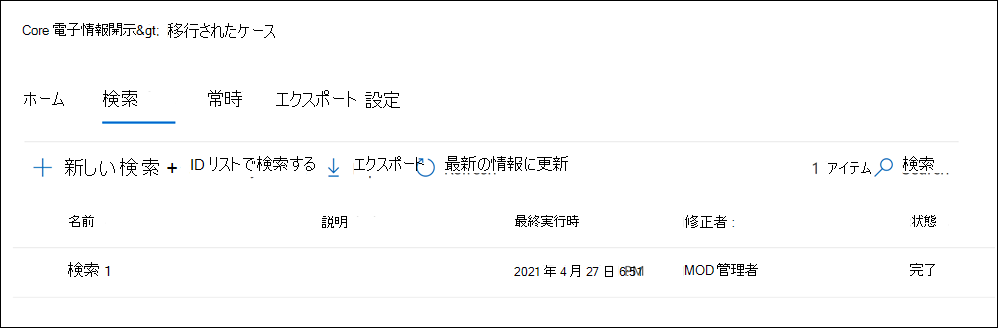 Core 電子情報開示&gt; 移行されたケース
ホーム 検索 常時 エクスポート 設定
+ 新しい検索 + ID リストで検索する エクスポート 最新の情報に更新 1 アイテム 検索
名前 説明 最終実行時 修正者: 状態
検索 1 2021 年 4 月 27 日 MOD 管理者 完了